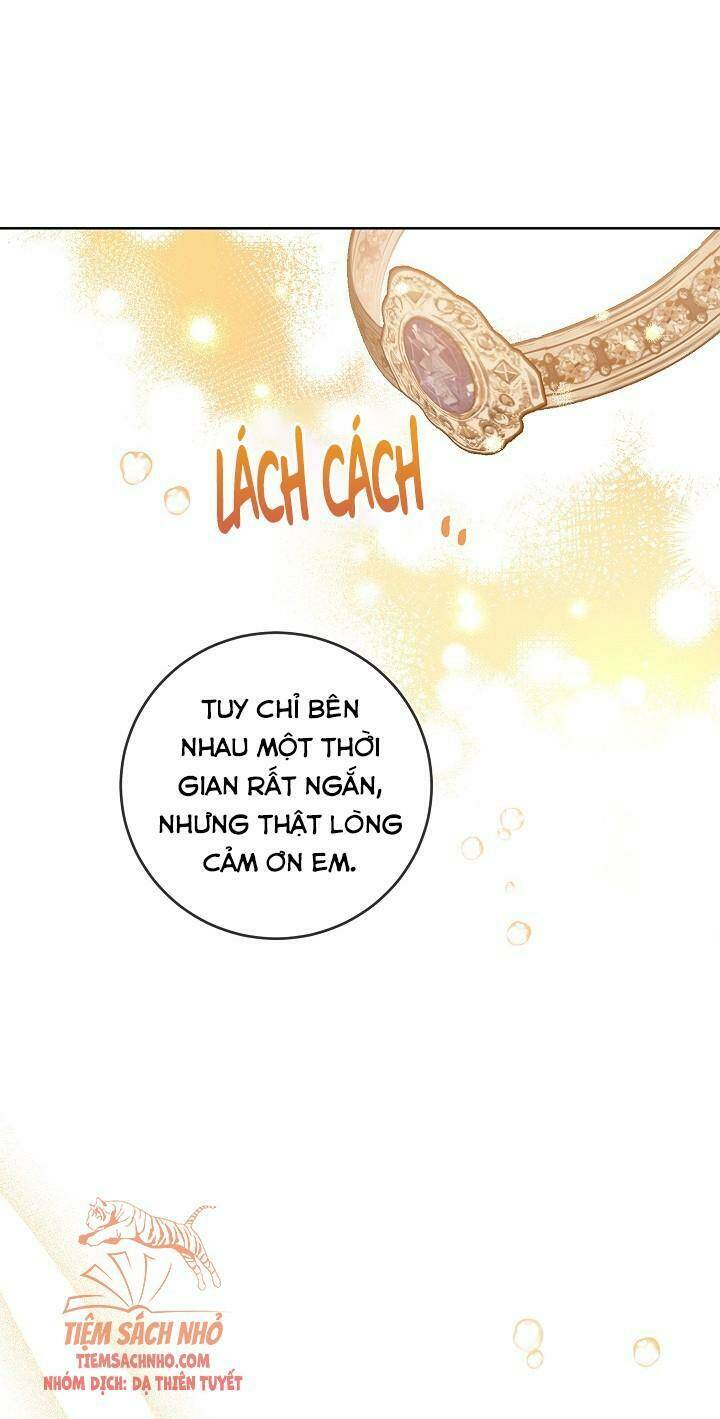 LÁCH CÁCH
TUY CHỈ BÊN
NHAU MỘT THỜI
GIAN RẤT NGẮN,
NHƯNG THẬT LÒNG
CẢM ƠN EM.
TIỆM SÁCH NHỎ
TIEMSACHNHO.COM
NHÓM DỊCH: DẠ THIÊN TUYẾT